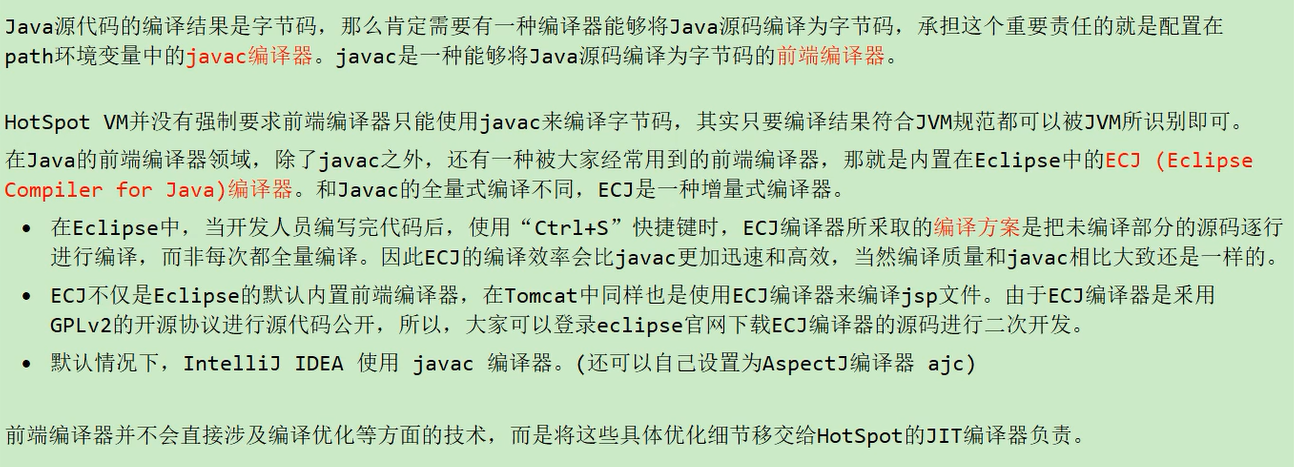 Java源代码的编译结果是字节码，那么肯定需要有一种编译器能够将Java源码编译为字节码，承担这个重要责任的就是配置在
path环境变量中的javac编译器。javac是一种能够将Java源码编译为字节码的前端编译器。
HotSpot VM并没有强制要求前端编译器只能使用javac来编译字节码，其实只要编译结果符合JVM规范都可以被JVM所识别即可。
在Java的前端编译器领域，除了javac之外，还有一种被大家经常用到的前端编译器，那就是内置在Eclipse中的ECJ (Eclipse
Compiler for Java)编译器。和Javac的全量式编译不同，ECJ是一种增量式编译器。
• 在Eclipse中，当开发人员编写完代码后，使用“Ctrl+S”快捷键时，ECJ编译器所采取的编译方案是把未编译部分的源码逐行
进行编译，而非每次都全量编译。因此ECJ的编译效率会比javac更加迅速和高效，当然编译质量和javac相比大致还是一样的。
• ECJ不仅是Eclipse的默认内置前端编译器，在Tomcat中同样也是使用ECJ编译器来编译jsp文件。由于ECJ编译器是采用
GPLv2的开源协议进行源代码公开，所以，大家可以登录eclipse官网下载ECJ编译器的源码进行二次开发。
• 默认情况下，IntelliJ IDEA 使用 javac 编译器。(还可以自己设置为AspectJ编译器 ajc)
前端编译器并不会直接涉及编译优化等方面的技术，而是将这些具体优化细节移交给HotSpot的JIT编译器负责。